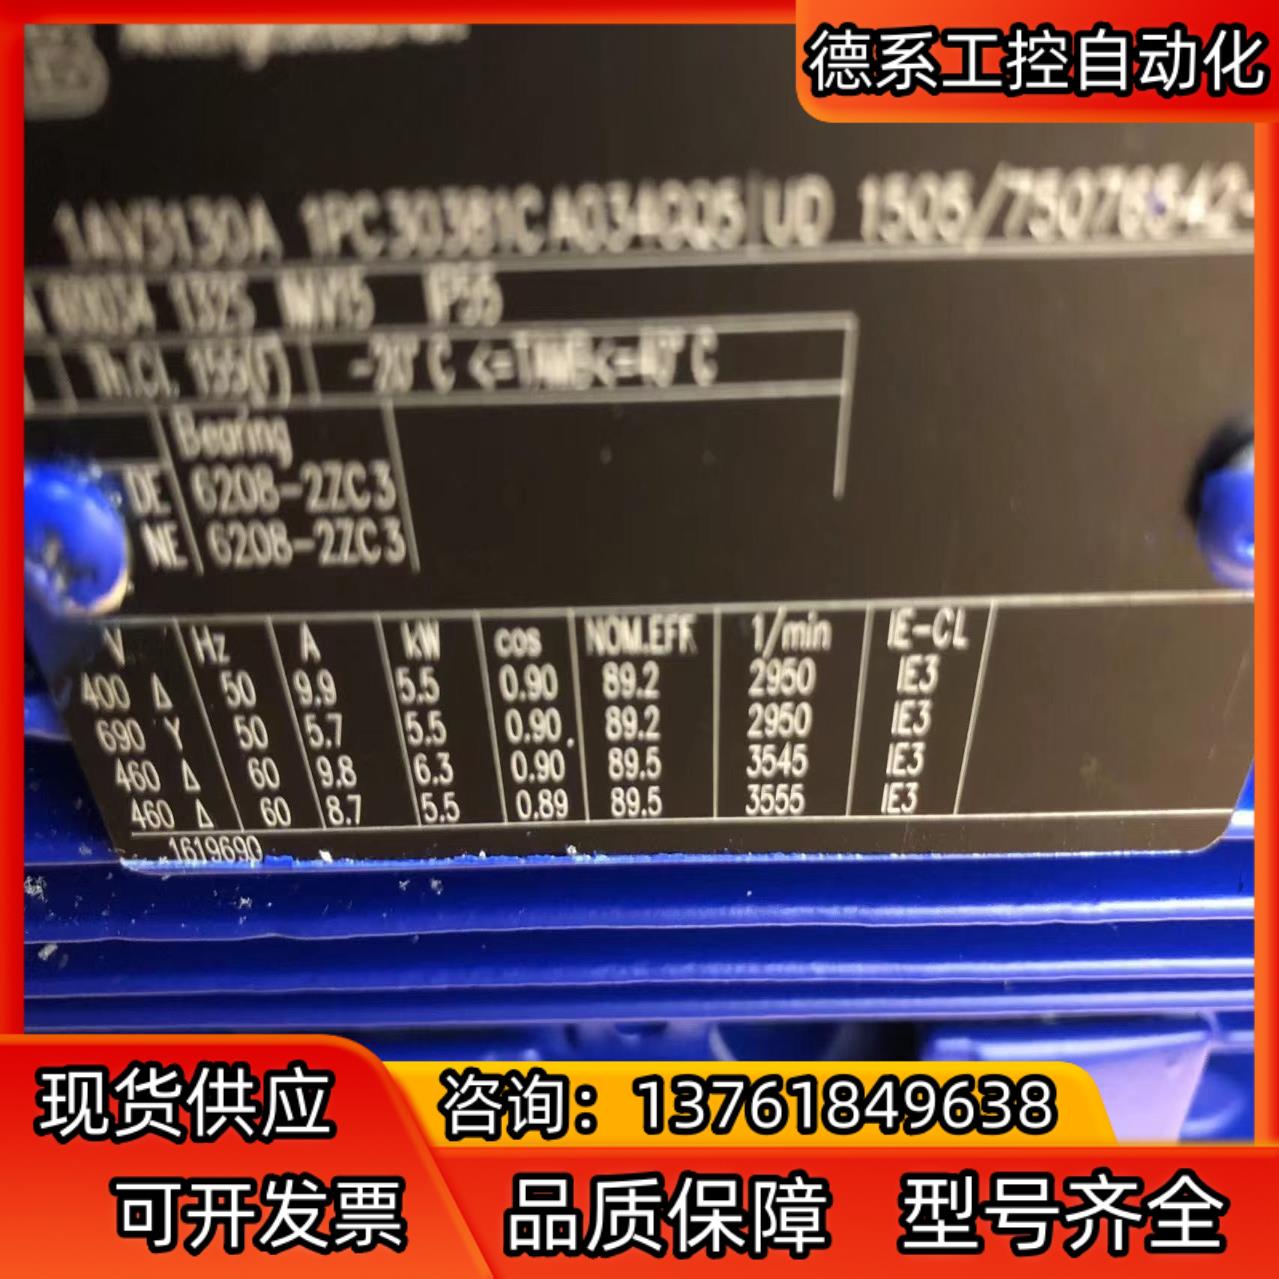 德系工控自动化
1AV3130A 1PC30381CA034CQ5 UD 1505/
60034 1325 IMV15 IP55
Th.Cl. 155(F) -20°C <=TAMB<=40°C
Bearing
DE 6208-2ZC3
NE 6208-2ZC3
V Hz A kW cos NOM.EFF 1/min IE-CL
400 Δ 50 9.9 5.5 0.90 89.2 2950 IE3
690 Y 50 5.7 5.5 0.90 89.2 2950 IE3
460 Δ 60 9.8 6.3 0.90 89.5 3545 IE3
460 Δ 60 8.7 5.5 0.89 89.5 3555 IE3
1619690
现货供应
咨询：13761849638
可开发票
品质保障 型号齐全